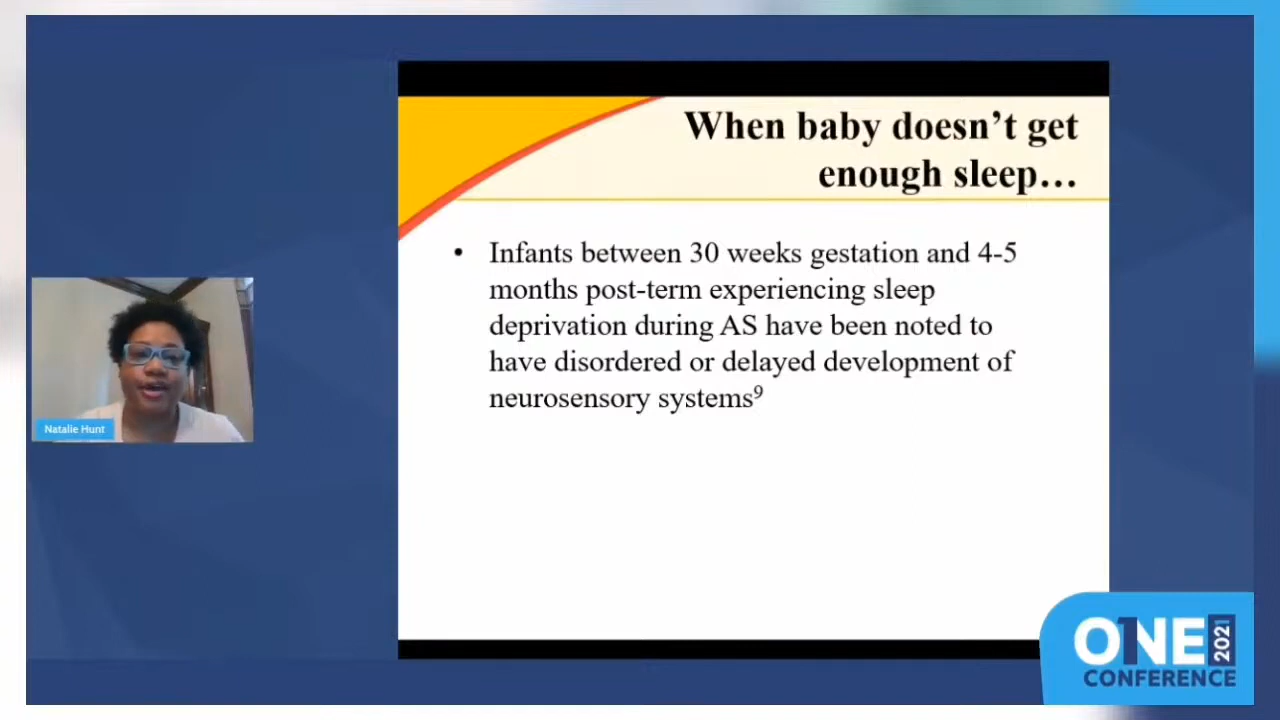 When baby doesn’t get
enough sleep…
• Infants between 30 weeks gestation and 4-5
months post-term experiencing sleep
deprivation during AS have been noted to
have disordered or delayed development of
neurosensory systems⁹
Natalie Hunt
ONE 2021
CONFERENCE